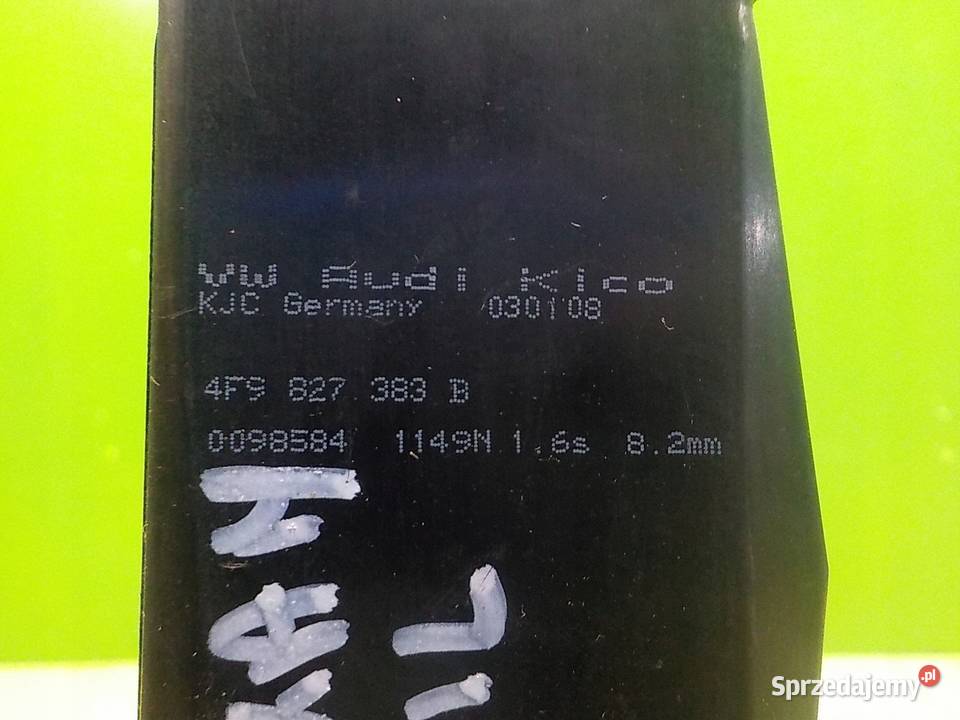 VW Audi Kico
KJC Germany 030108
4F9 827 383 B
0098584 1149N 1.6s 8.2mm
Sprzedajemy.pl